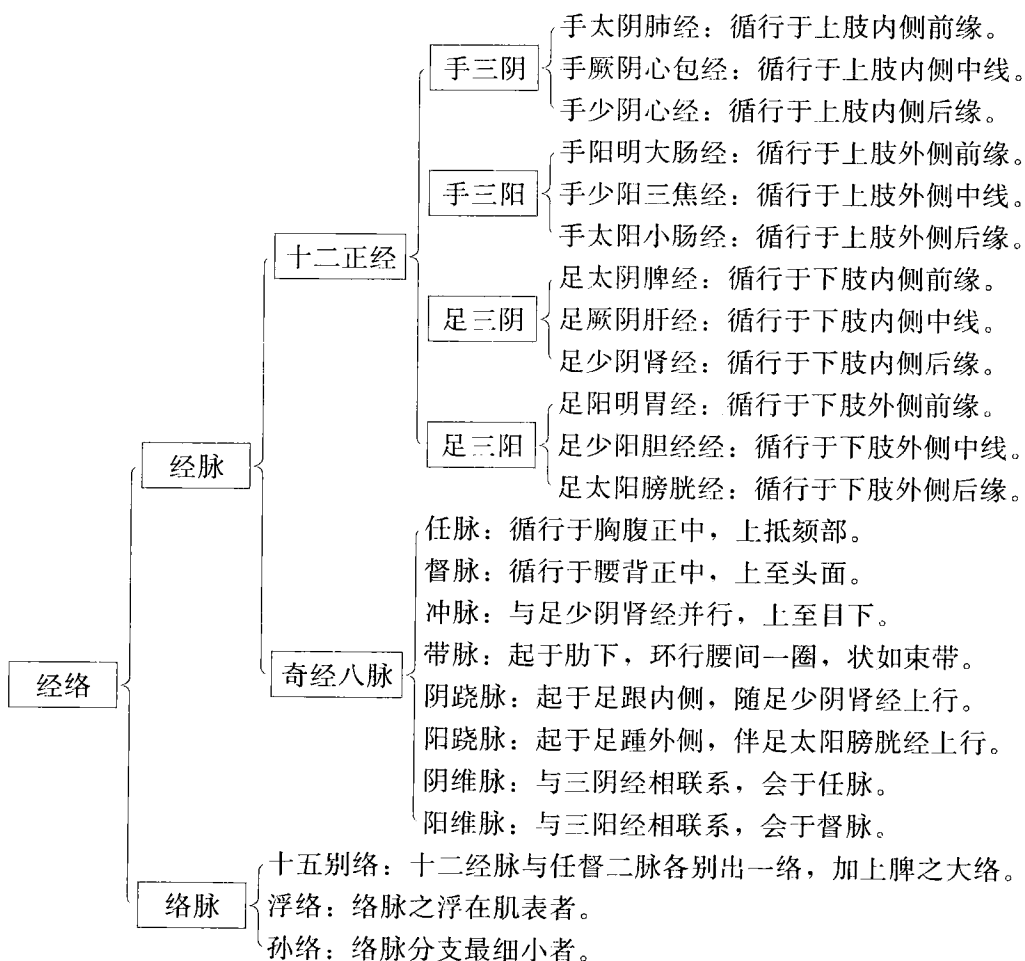 手太阴肺经：循行于上肢内侧前缘。
手三阴
手厥阴心包经：循行于上肢内侧中线。
手少阴心经：循行于上肢内侧后缘。
手阳明大肠经：循行于上肢外侧前缘。
手三阳
手少阳三焦经：循行于上肢外侧中线。
手太阳小肠经：循行于上肢外侧后缘。
十二正经
足太阴脾经：循行于下肢内侧前缘。
足三阴
足厥阴肝经：循行于下肢内侧中线。
足少阴肾经：循行于下肢内侧后缘。
足阳明胃经：循行于下肢外侧前缘。
足三阳
足少阳胆经经：循行于下肢外侧中线。
经脉
足太阳膀胱经：循行于下肢外侧后缘。
任脉：循行于胸腹正中，上抵颏部。
督脉：循行于腰背正中，上至头面。
冲脉：与足少阴肾经并行，上至目下。
带脉：起于肋下，环行腰间一圈，状如束带。
奇经八脉
经络
阴跷脉：起于足跟内侧，随足少阴肾经上行。
阳跷脉：起于足踵外侧，伴足太阳膀胱经上行。
阴维脉：与三阴经相联系，会于任脉。
阳维脉：与三阳经相联系，会于督脉。
十五别络：十二经脉与任督二脉各别出一络，加上脾之大络。
络脉
浮络：络脉之浮在肌表者。
孙络：络脉分支最细小者。